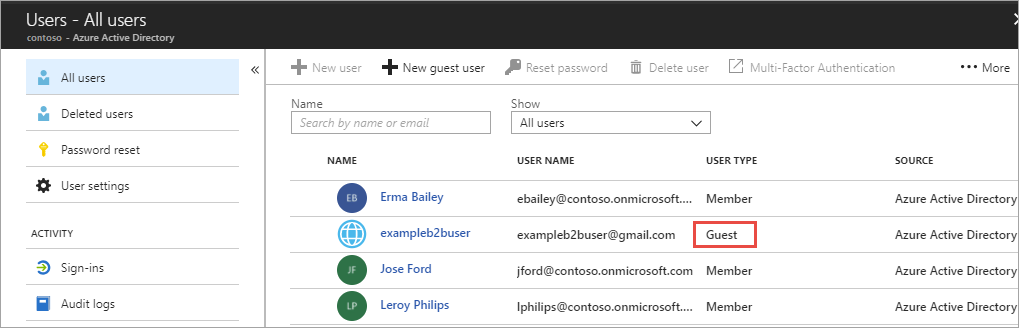 Users - All users
contoso - Azure Active Directory
All users
Deleted users
Password reset
User settings
ACTIVITY
Sign-ins
Audit logs
New user
New guest user
Reset password
Delete user
Multi-Factor Authentication
••• More
Name
Search by name or email
Show
All users
NAME USER NAME USER TYPE SOURCE
EB Erma Bailey ebailey@contoso.onmicrosoft.... Member Azure Active Directory
exampleb2buser exampleb2buser@gmail.com Guest Azure Active Directory
JF Jose Ford jford@contoso.onmicrosoft.com Member Azure Active Directory
LP Leroy Philips lphilips@contoso.onmicrosoft.... Member Azure Active Directory